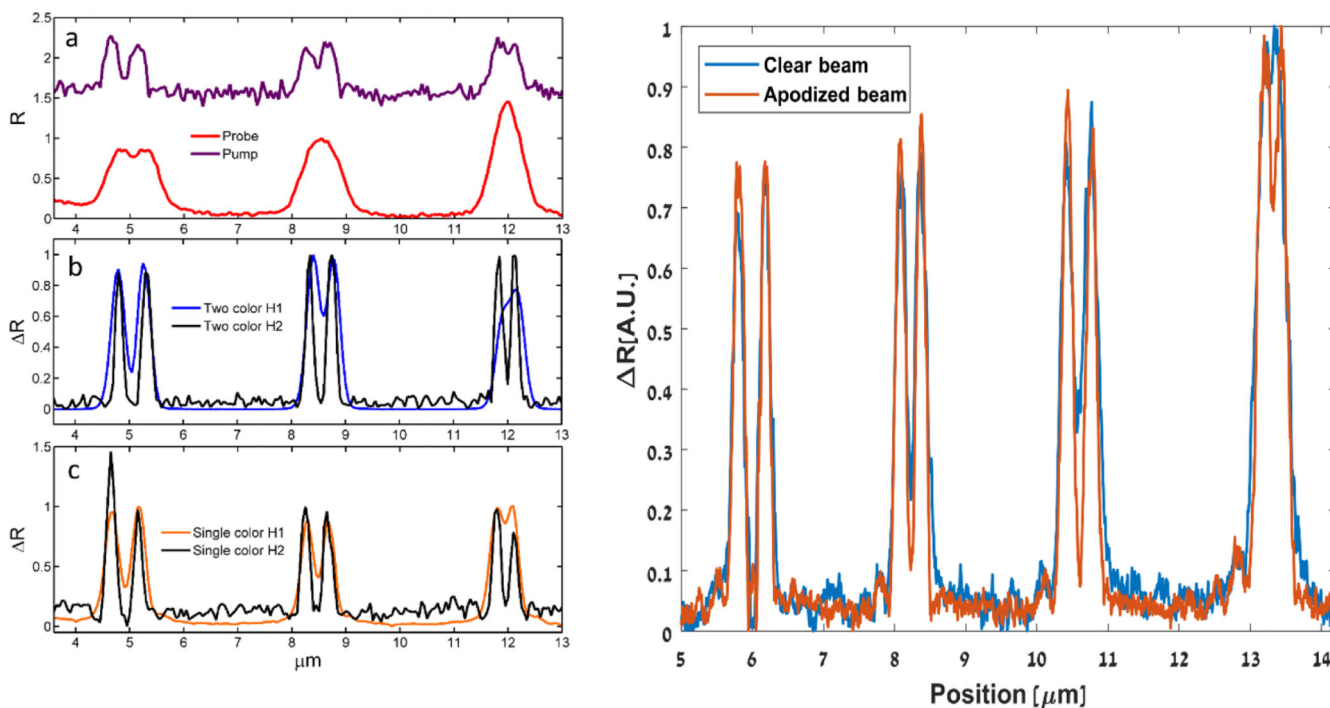 a
2.5
2
1.5
1
0.5
0
R
Probe
Pump
4 5 6 7 8 9 10 11 12 13
b
1
0.8
0.6
0.4
0.2
0
ΔR
Two color H1
Two color H2
4 5 6 7 8 9 10 11 12 13
c
1.5
1
0.5
0
ΔR
Single color H1
Single color H2
4 5 6 7 8 9 10 11 12 13
μm
1
0.9
0.8
0.7
0.6
0.5
0.4
0.3
0.2
0.1
0
ΔR[A.U.]
Clear beam
Apodized beam
5 6 7 8 9 10 11 12 13 14
Position [μm]